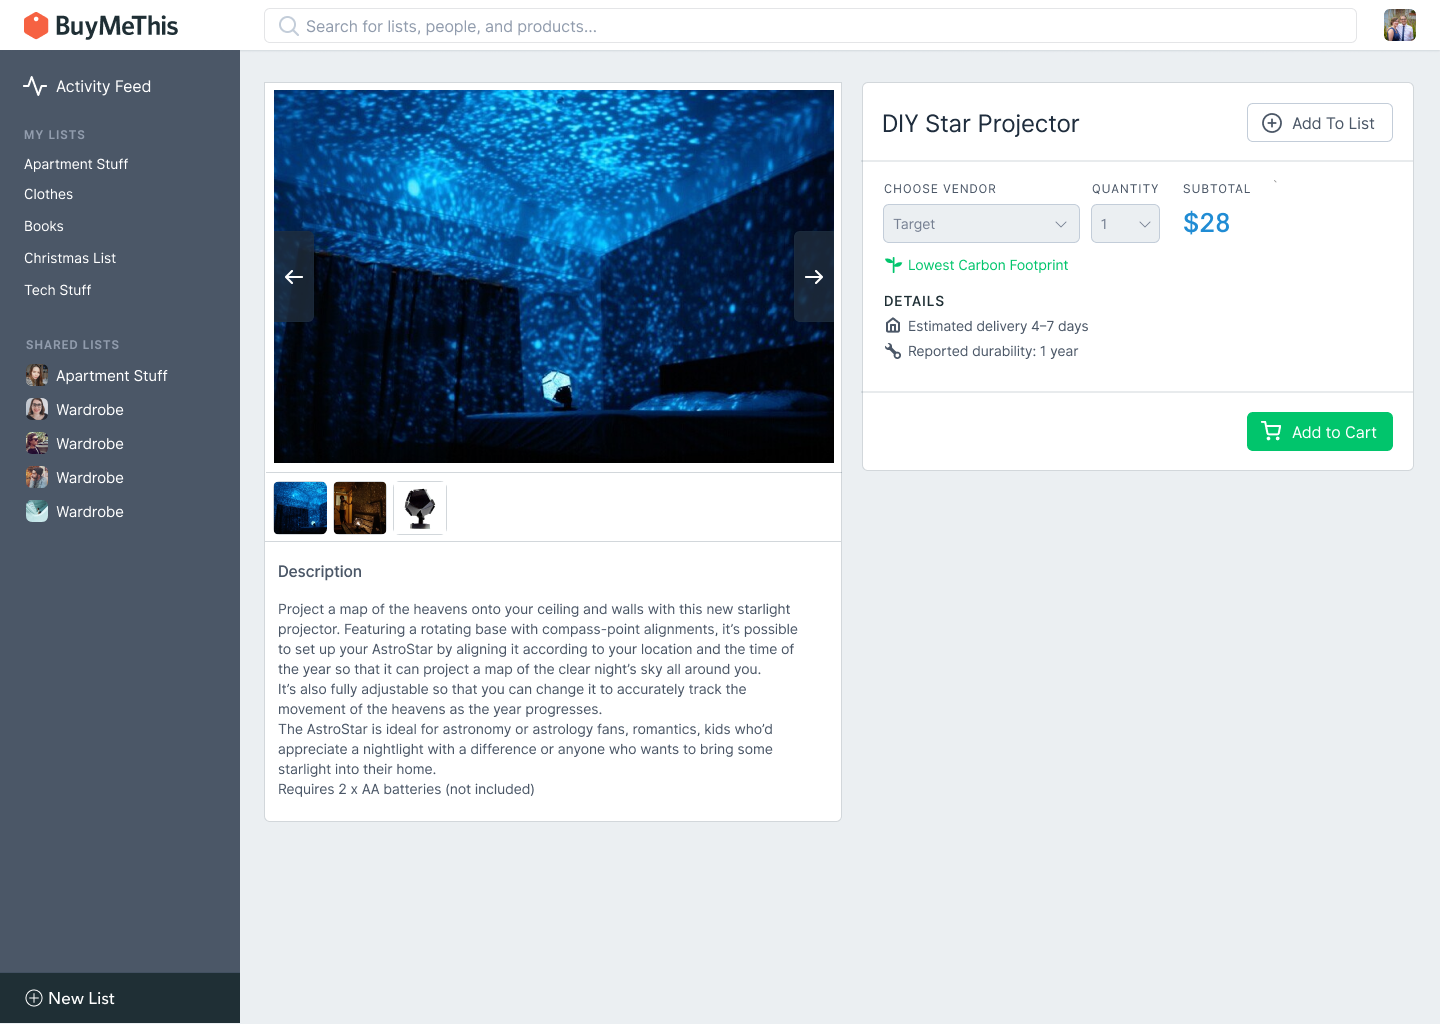 BuyMeThis
Search for lists, people, and products...
Activity Feed
MY LISTS
Apartment Stuff
Clothes
Books
Christmas List
Tech Stuff
SHARED LISTS
Apartment Stuff
Wardrobe
Wardrobe
Wardrobe
Wardrobe
New List
Description
Project a map of the heavens onto your ceiling and walls with this new starlight
projector. Featuring a rotating base with compass-point alignments, it’s possible
to set up your AstroStar by aligning it according to your location and the time of
the year so that it can project a map of the clear night’s sky all around you.
It’s also fully adjustable so that you can change it to accurately track the
movement of the heavens as the year progresses.
The AstroStar is ideal for astronomy or astrology fans, romantics, kids who’d
appreciate a nightlight with a difference or anyone who wants to bring some
starlight into their home.
Requires 2 x AA batteries (not included)
DIY Star Projector
Add To List
CHOOSE VENDOR QUANTITY SUBTOTAL `
Target 1 $28
Lowest Carbon Footprint
DETAILS
Estimated delivery 4–7 days
Reported durability: 1 year
Add to Cart